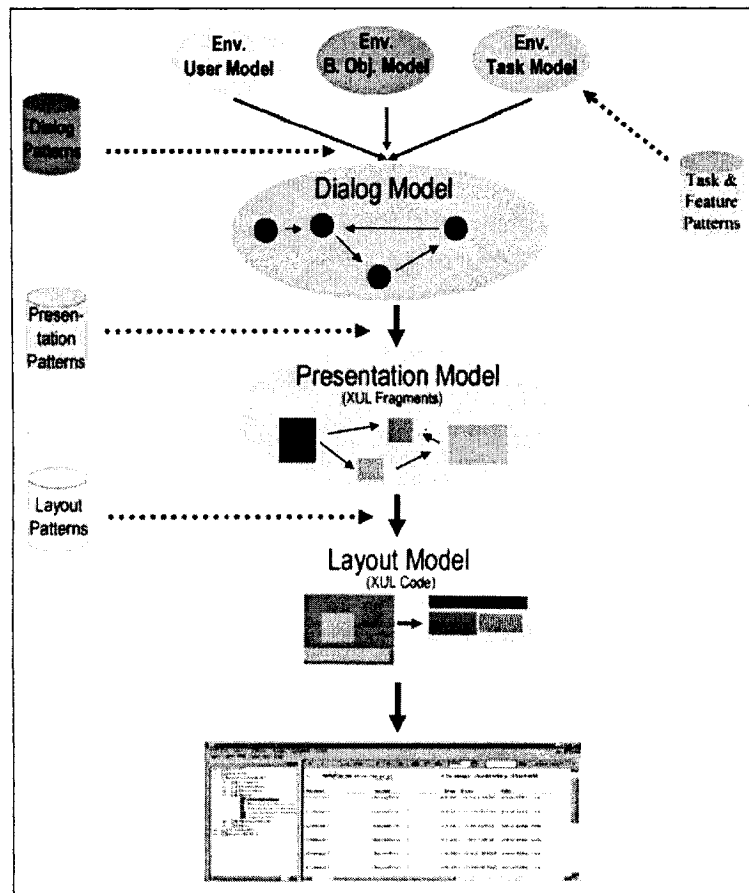 Env.
User Model
Env.
B. Obj. Model
Env.
Task Model
Dialog
Patterns
Task &
Feature
Patterns
Dialog Model
Presen-
tation
Patterns
Presentation Model
(XUL Fragments)
Layout
Patterns
Layout Model
(XUL Code)